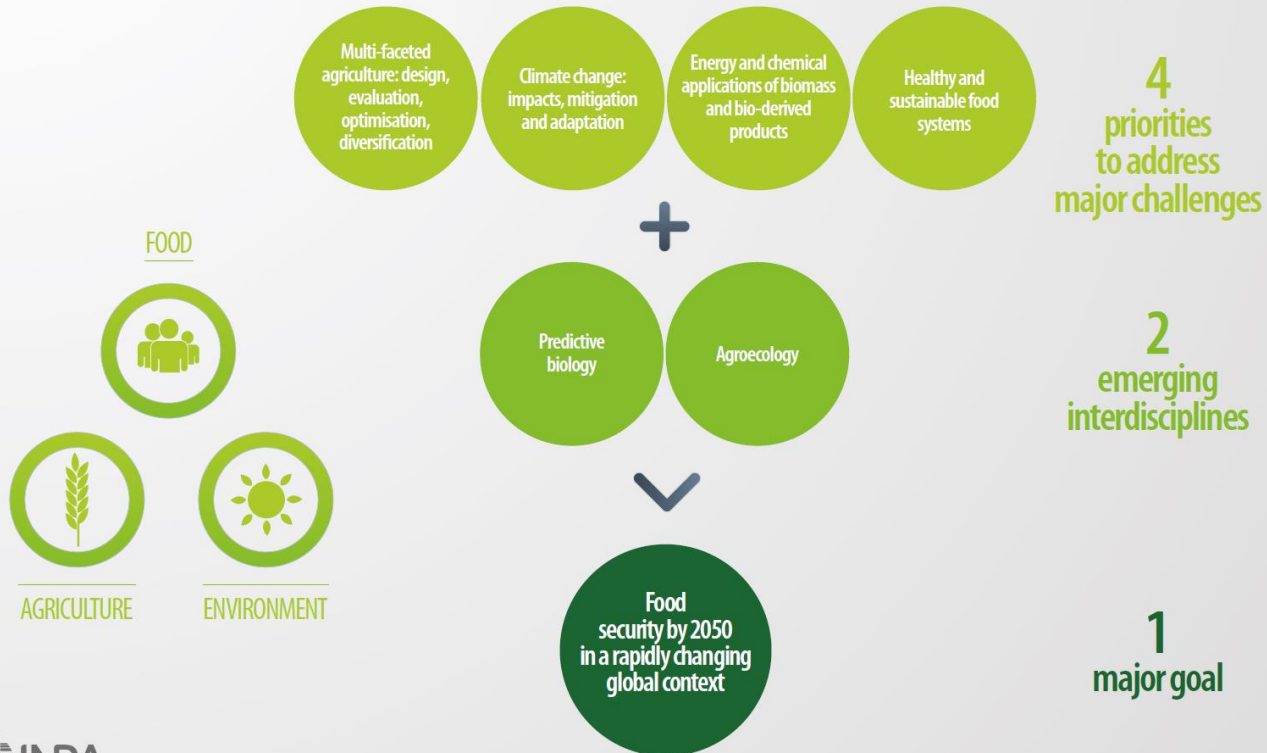 Multi-faceted
agriculture: design,
evaluation,
optimisation,
diversification
Climate change:
impacts, mitigation
and adaptation
Energy and chemical
applications of biomass
and bio-derived
products
Healthy and
sustainable food
systems
4
priorities
to address
major challenges
FOOD
AGRICULTURE
ENVIRONMENT
Predictive
biology
Agroecology
2
emerging
interdisciplines
Food
security by 2050
in a rapidly changing
global context
1
major goal